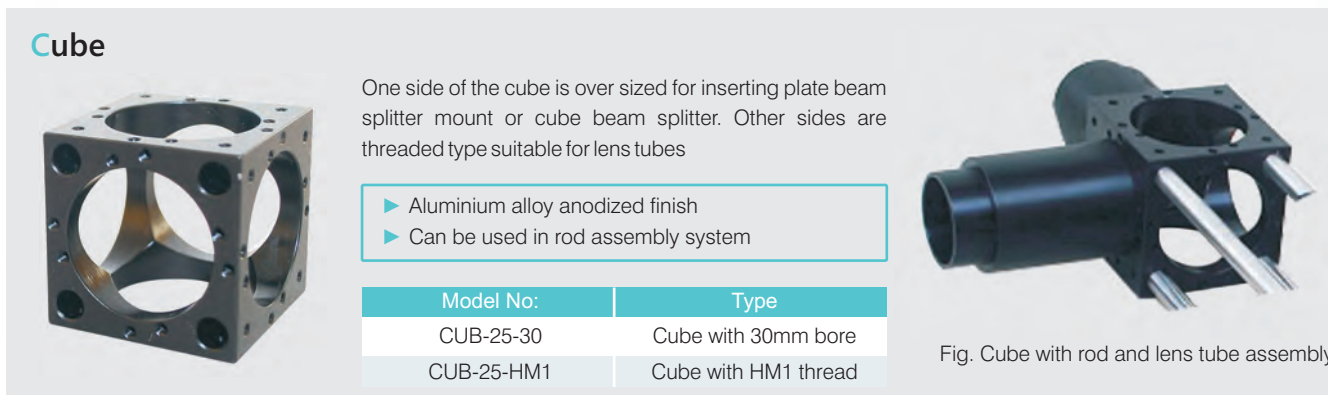 Cube
One side of the cube is over sized for inserting plate beam
splitter mount or cube beam splitter. Other sides are
threaded type suitable for lens tubes
► Aluminium alloy anodized finish
► Can be used in rod assembly system
Model No: Type
CUB-25-30 Cube with 30mm bore
CUB-25-HM1 Cube with HM1 thread
Fig. Cube with rod and lens tube assembly